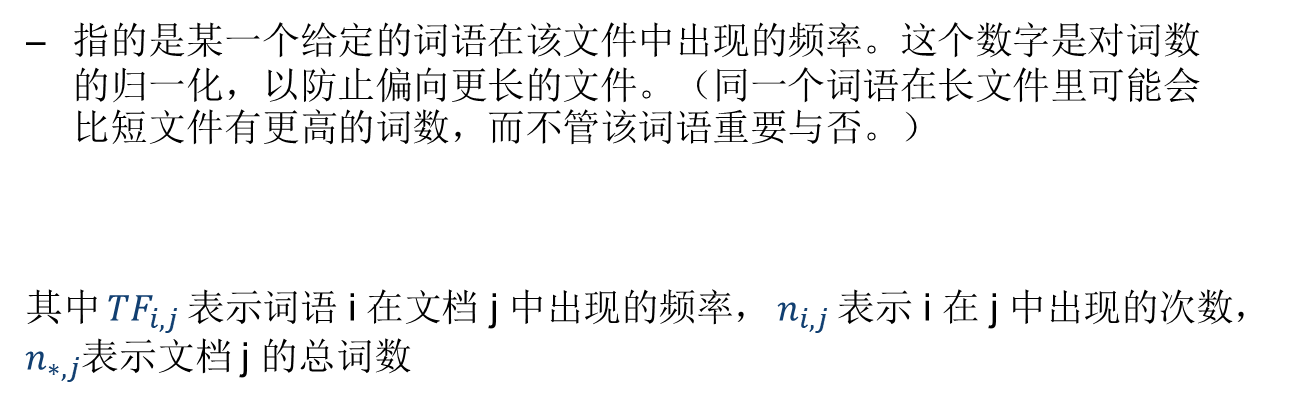 – 指的是某一个给定的词语在该文件中出现的频率。这个数字是对词数
的归一化，以防止偏向更长的文件。（同一个词语在长文件里可能会
比短文件有更高的词数，而不管该词语重要与否。）
其中 TF_{i,j} 表示词语 i 在文档 j 中出现的频率， n_{i,j} 表示 i 在 j 中出现的次数，
n_{*,j}表示文档 j 的总词数